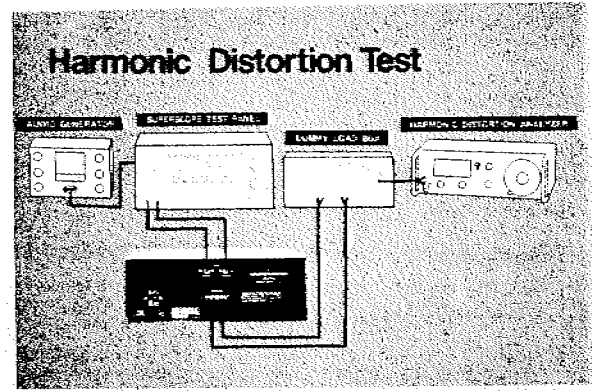 Harmonic Distortion Test
AUDIO GENERATOR
SUPERSCOPE TEST PANEL
DUMMY LOAD BOX
HARMONIC DISTORTION ANALYZER